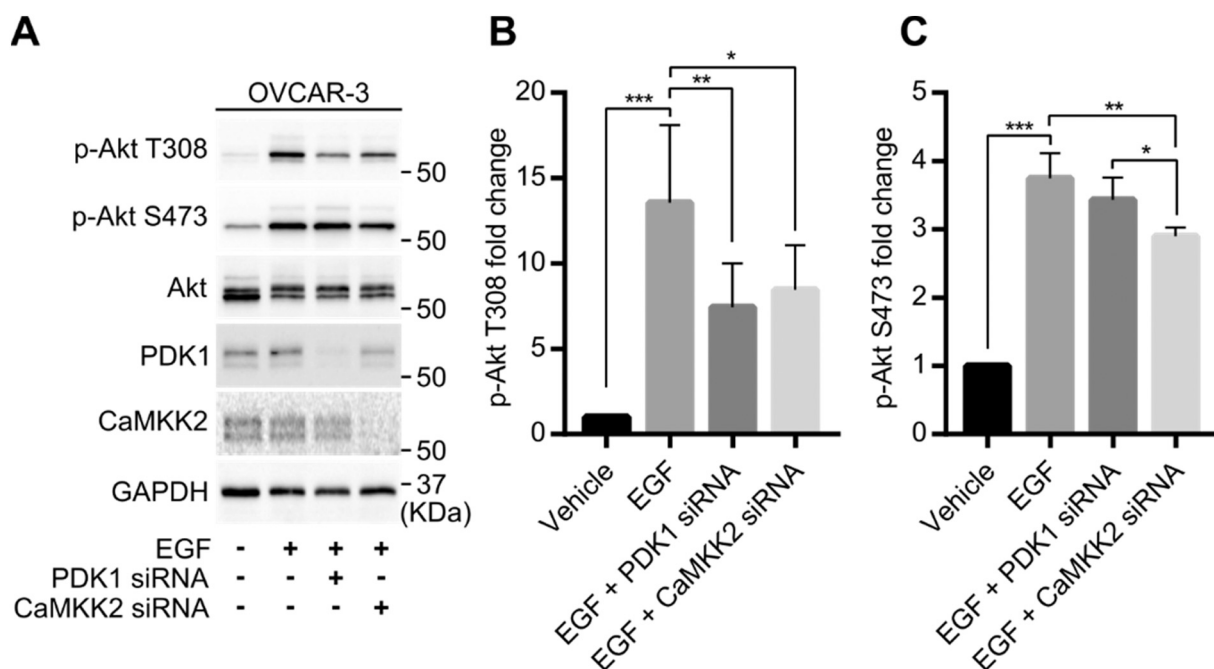 A
OVCAR-3
p-Akt T308
- 50
p-Akt S473
- 50
Akt
- 50
PDK1
- 50
CaMKK2
- 50
GAPDH
- 37
(KDa)
EGF - + + +
PDK1 siRNA - - + -
CaMKK2 siRNA - - - +
B
p-Akt T308 fold change
20
15
10
5
0
***
**
*
Vehicle
EGF
EGF + PDK1 siRNA
EGF + CaMKK2 siRNA
C
p-Akt S473 fold change
5
4
3
2
1
0
***
**
*
Vehicle
EGF
EGF + PDK1 siRNA
EGF + CaMKK2 siRNA